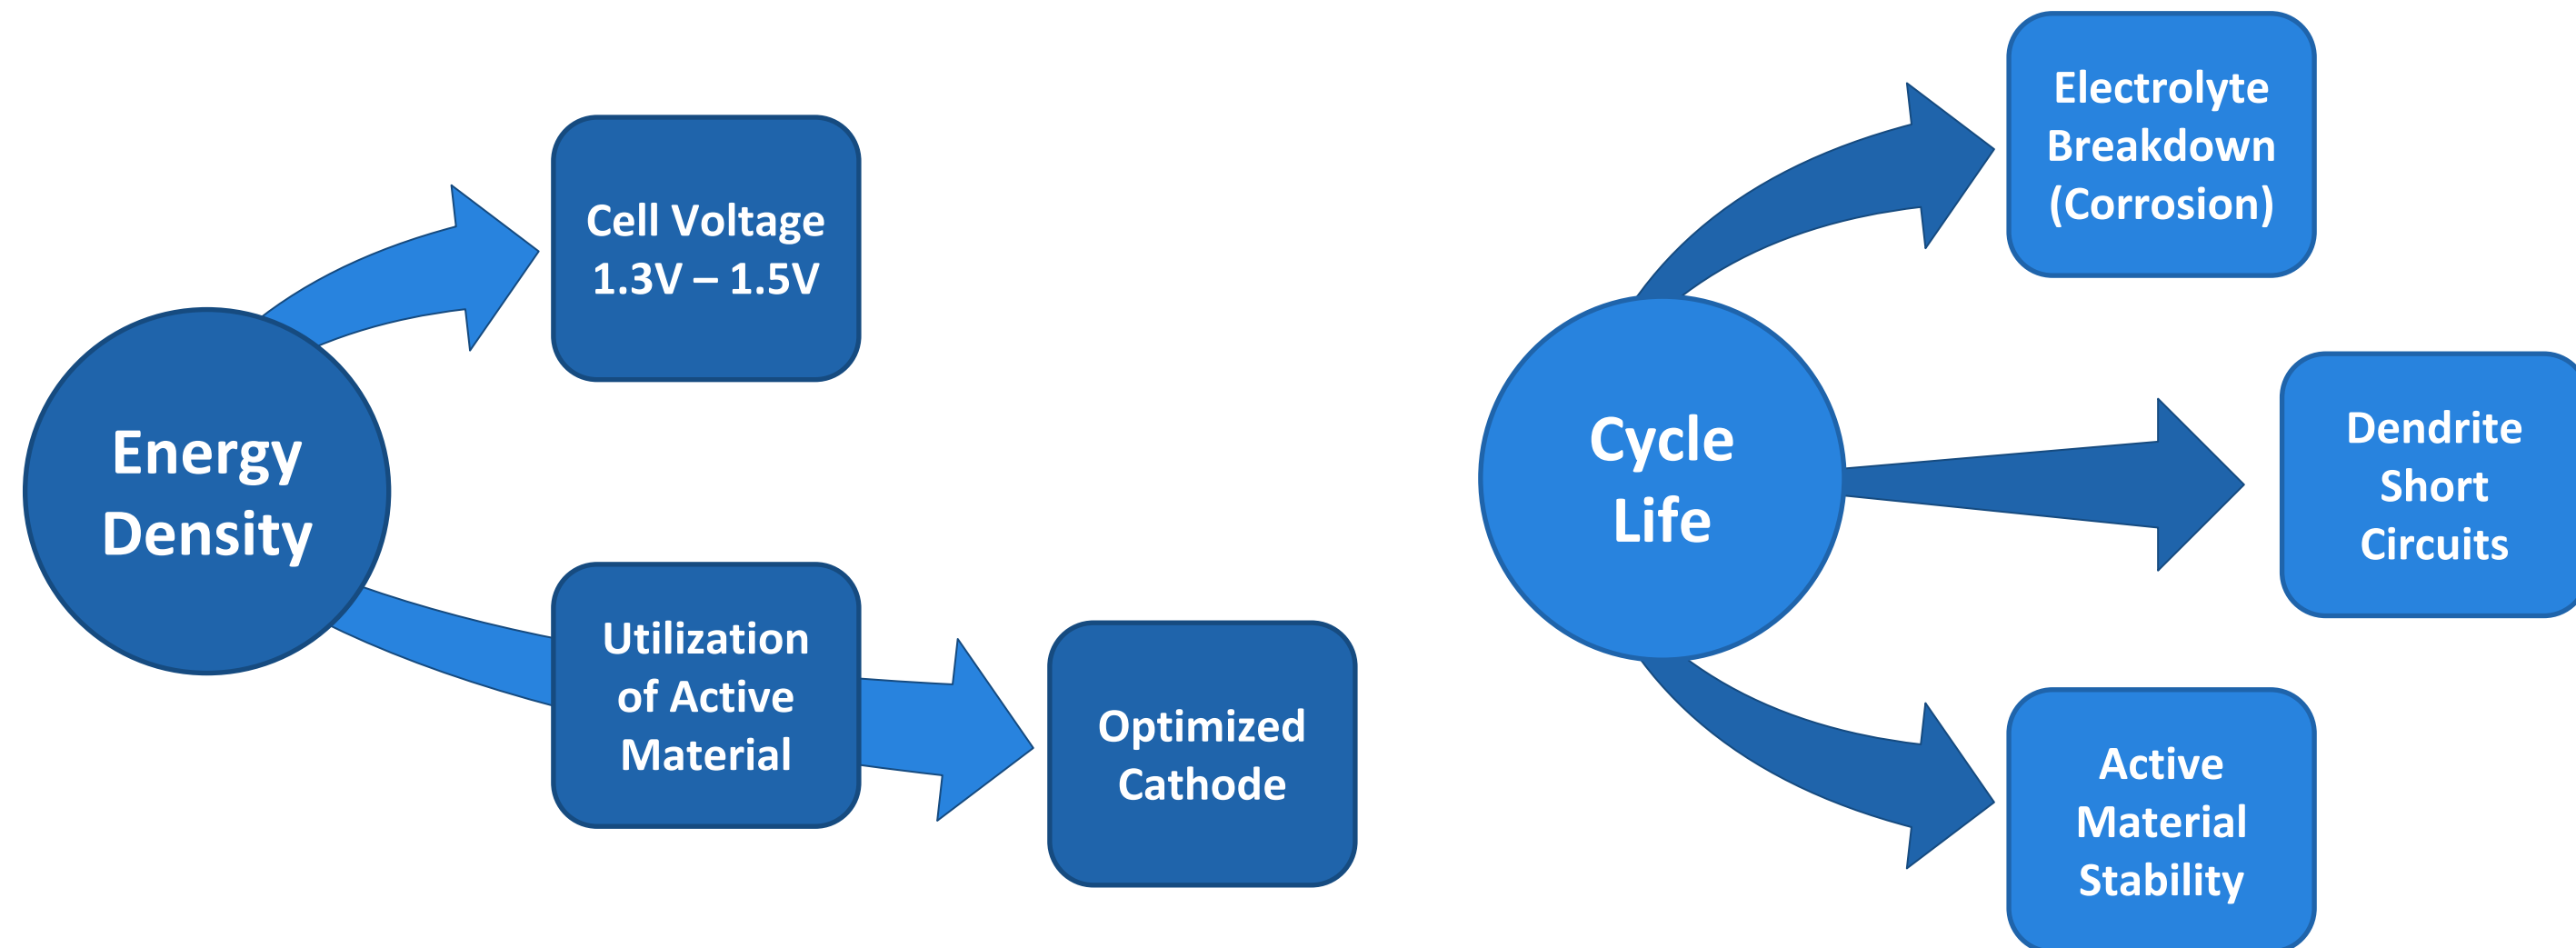 Energy
Density
Cell Voltage
1.3V – 1.5V
Utilization
of Active
Material
Optimized
Cathode
Cycle
Life
Electrolyte
Breakdown
(Corrosion)
Dendrite
Short
Circuits
Active
Material
Stability